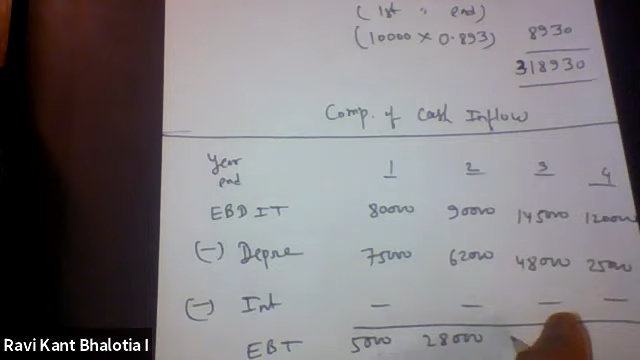 (1st " end)
(10000 × 0.893) 8930
318930
Comp. of Cash Inflow
Year end 1 2 3 4
EBDIT 80000 90000 145000 120000
(-) Depre 75000 62000 48000 25000
(-) Int — — — —
EBT 5000 28000
Ravi Kant Bhalotia I